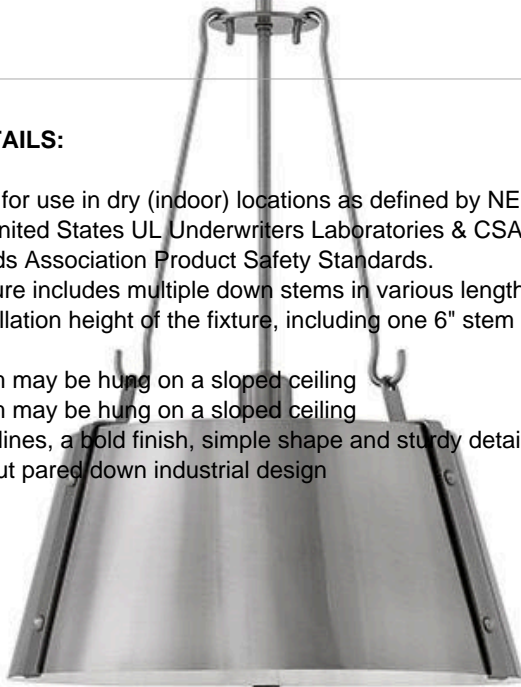 TAILS:
for use in dry (indoor) locations as defined by NE
nited States UL Underwriters Laboratories & CSA
ds Association Product Safety Standards.
ure includes multiple down stems in various length
llation height of the fixture, including one 6" stem
n may be hung on a sloped ceiling
n may be hung on a sloped ceiling
lines, a bold finish, simple shape and sturdy detai
ut pared down industrial design